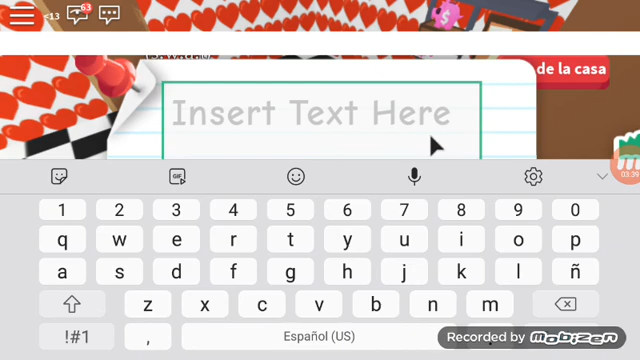 <13
63
de la casa
Insert Text Here
03:39
GIF
1 2 3 4 5 6 7 8 9 0
q w e r t y u i o p
a s d f g h j k l ñ
z x c v b n m
!#1 , Español (US)
Recorded by Mobizen